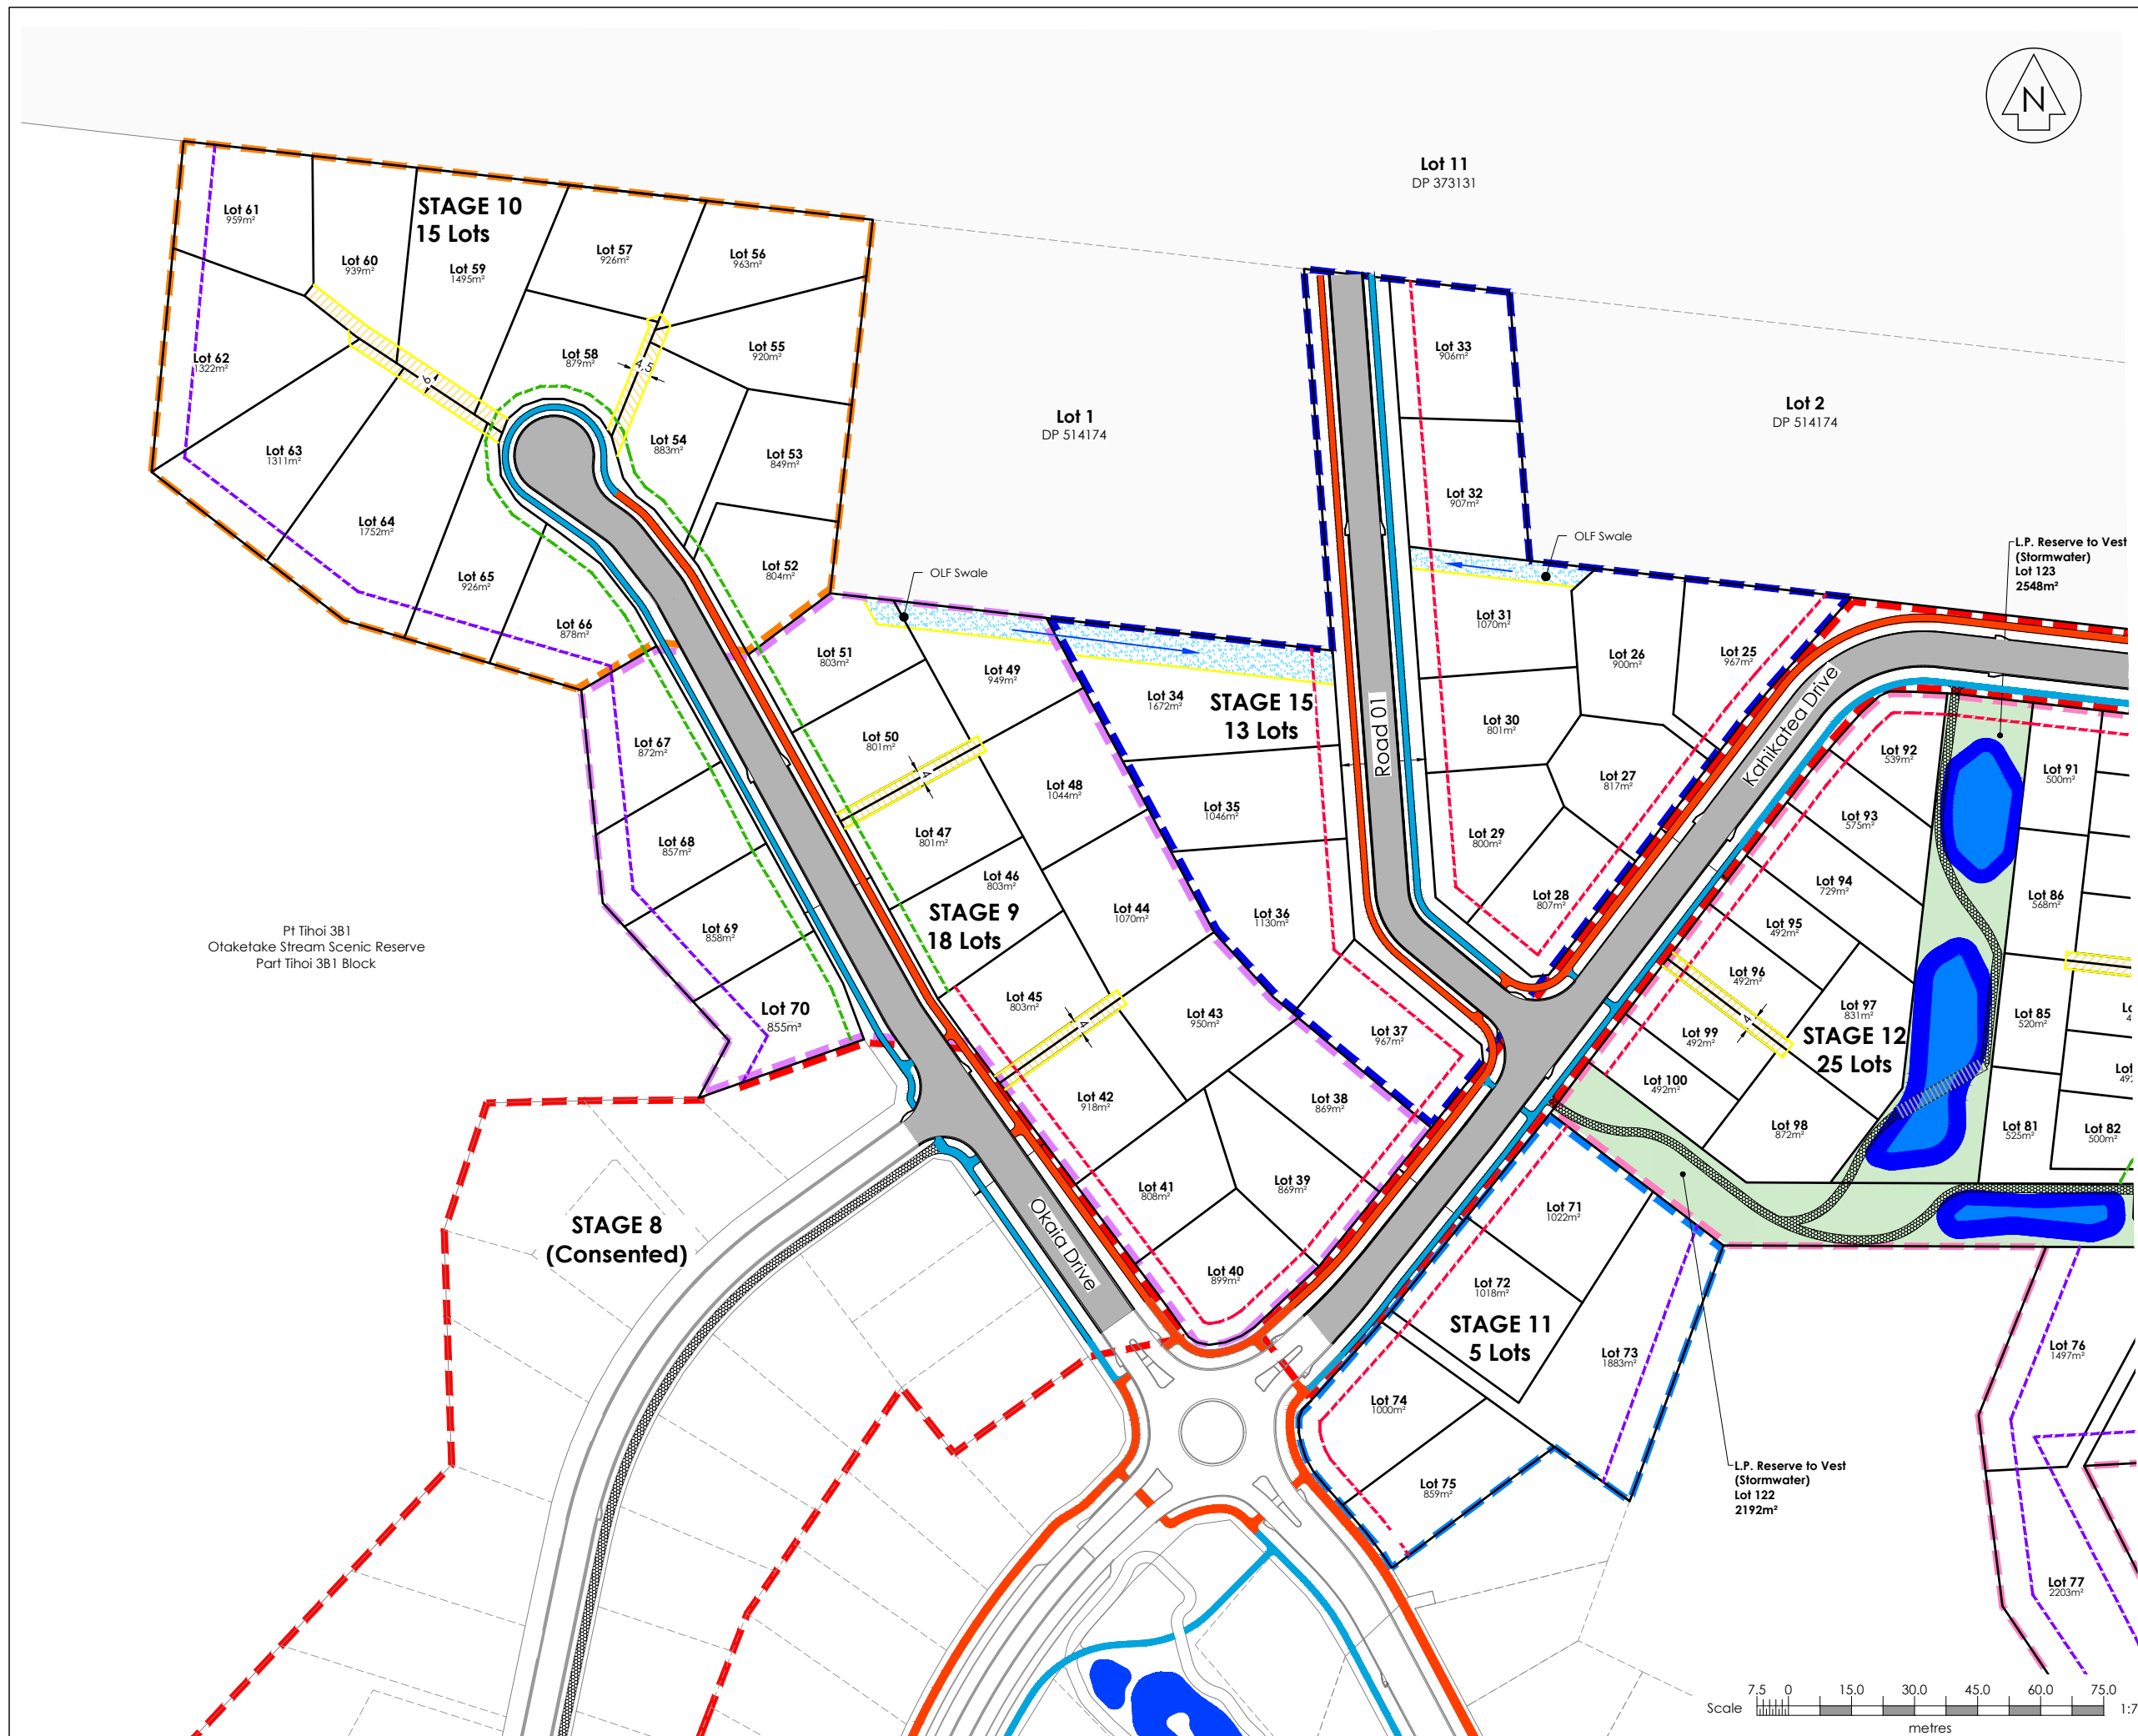 N
Lot 11
DP 373131
STAGE 10
15 Lots
Lot 61
959m²
Lot 60
939m²
Lot 59
1495m²
Lot 57
926m²
Lot 56
963m²
Lot 62
1322m²
Lot 58
879m²
Lot 55
920m²
4.5
6
Lot 63
1311m²
Lot 54
883m²
Lot 53
849m²
Lot 64
1752m²
Lot 65
926m²
Lot 52
804m²
Lot 66
878m²
Lot 1
DP 514174
Lot 2
DP 514174
Lot 33
906m²
Lot 32
907m²
OLF Swale
OLF Swale
L.P. Reserve to Vest
(Stormwater)
Lot 123
2548m²
Lot 51
803m²
Lot 49
949m²
Lot 34
1672m²
STAGE 15
13 Lots
Road 01
Lot 31
1070m²
Lot 26
900m²
Lot 25
967m²
Kahikatea Drive
Lot 67
872m²
Lot 50
801m²
4
Lot 48
1044m²
Lot 35
1046m²
Lot 30
801m²
Lot 27
817m²
Lot 92
539m²
Lot 91
500m²
Lot 68
857m²
Lot 47
801m²
Lot 46
803m²
Lot 29
800m²
Lot 93
575m²
Lot 94
729m²
Lot 86
568m²
Lot 69
858m²
STAGE 9
18 Lots
Lot 44
1070m²
Lot 36
1130m²
Lot 28
807m²
Lot 95
492m²
Lot 96
492m²
Pt Tihoi 3B1
Otaketake Stream Scenic Reserve
Part Tihoi 3B1 Block
Lot 70
855m³
Lot 45
803m²
4
Lot 43
950m²
Lot 37
967m²
Lot 97
831m²
4
Lot 99
492m²
STAGE 12
25 Lots
Lot 85
520m²
Lot 42
918m²
Lot 38
869m²
Lot 100
492m²
Lot 98
872m²
Lot 81
525m²
Lot 82
500m²
Lot 41
808m²
Lot 39
869m²
Lot 71
1022m²
STAGE 8
(Consented)
Okaia Drive
Lot 40
899m²
Lot 72
1018m²
STAGE 11
5 Lots
Lot 73
1883m²
Lot 76
1497m²
Lot 74
1000m²
Lot 75
859m²
L.P. Reserve to Vest
(Stormwater)
Lot 122
2192m²
Lot 77
2203m²
Scale
7.5 0 15.0 30.0 45.0 60.0 75.0
metres